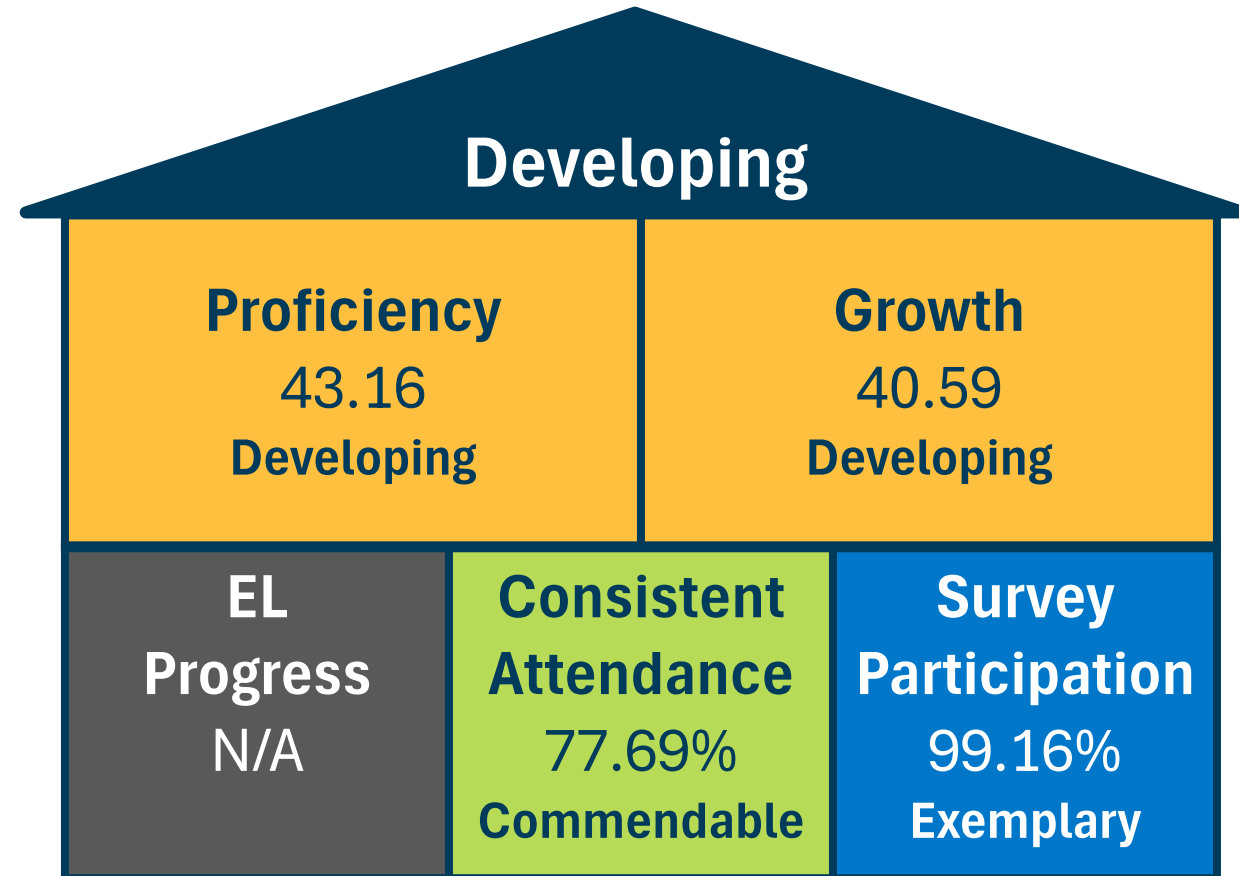 Developing
Proficiency
43.16
Developing
Growth
40.59
Developing
EL
Progress
N/A
Consistent
Attendance
77.69%
Commendable
Survey
Participation
99.16%
Exemplary